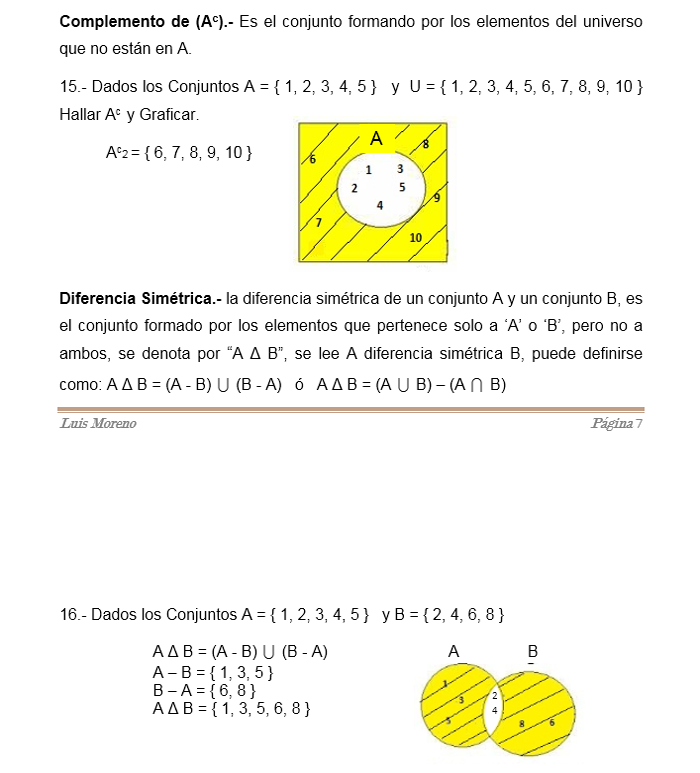 Complemento de (Aᶜ).- Es el conjunto formando por los elementos del universo
que no están en A.
15.- Dados los Conjuntos A = { 1, 2, 3, 4, 5 } y U = { 1, 2, 3, 4, 5, 6, 7, 8, 9, 10 }
Hallar Aᶜ y Graficar.
Aᶜ₂ = { 6, 7, 8, 9, 10 }
A
8
6
1 3
2 5
9
4
7
10
Diferencia Simétrica.- la diferencia simétrica de un conjunto A y un conjunto B, es
el conjunto formado por los elementos que pertenece solo a ‘A’ o ‘B’, pero no a
ambos, se denota por “A Δ B”, se lee A diferencia simétrica B, puede definirse
como: A Δ B = (A - B) ⋃ (B - A) ó A Δ B = (A ⋃ B) – (A ⋂ B)
Luis Moreno Página 7
16.- Dados los Conjuntos A = { 1, 2, 3, 4, 5 } y B = { 2, 4, 6, 8 }
A Δ B = (A - B) ⋃ (B - A)
A – B = { 1, 3, 5 }
B – A = { 6, 8 }
A Δ B = { 1, 3, 5, 6, 8 }
A B
1
2
3
4
5 8 6